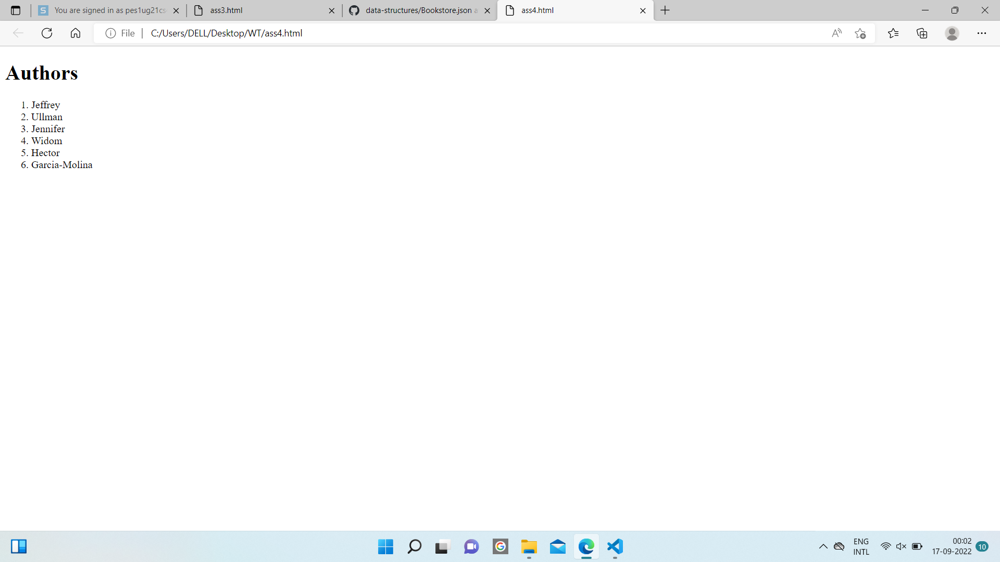 You are signed in as pes1ug21cs
ass3.html
data-structures/Bookstore.json a
ass4.html
File
C:/Users/DELL/Desktop/WT/ass4.html
Authors
1. Jeffrey
2. Ullman
3. Jennifer
4. Widom
5. Hector
6. Garcia-Molina
ENG
INTL
00:02
17-09-2022
10